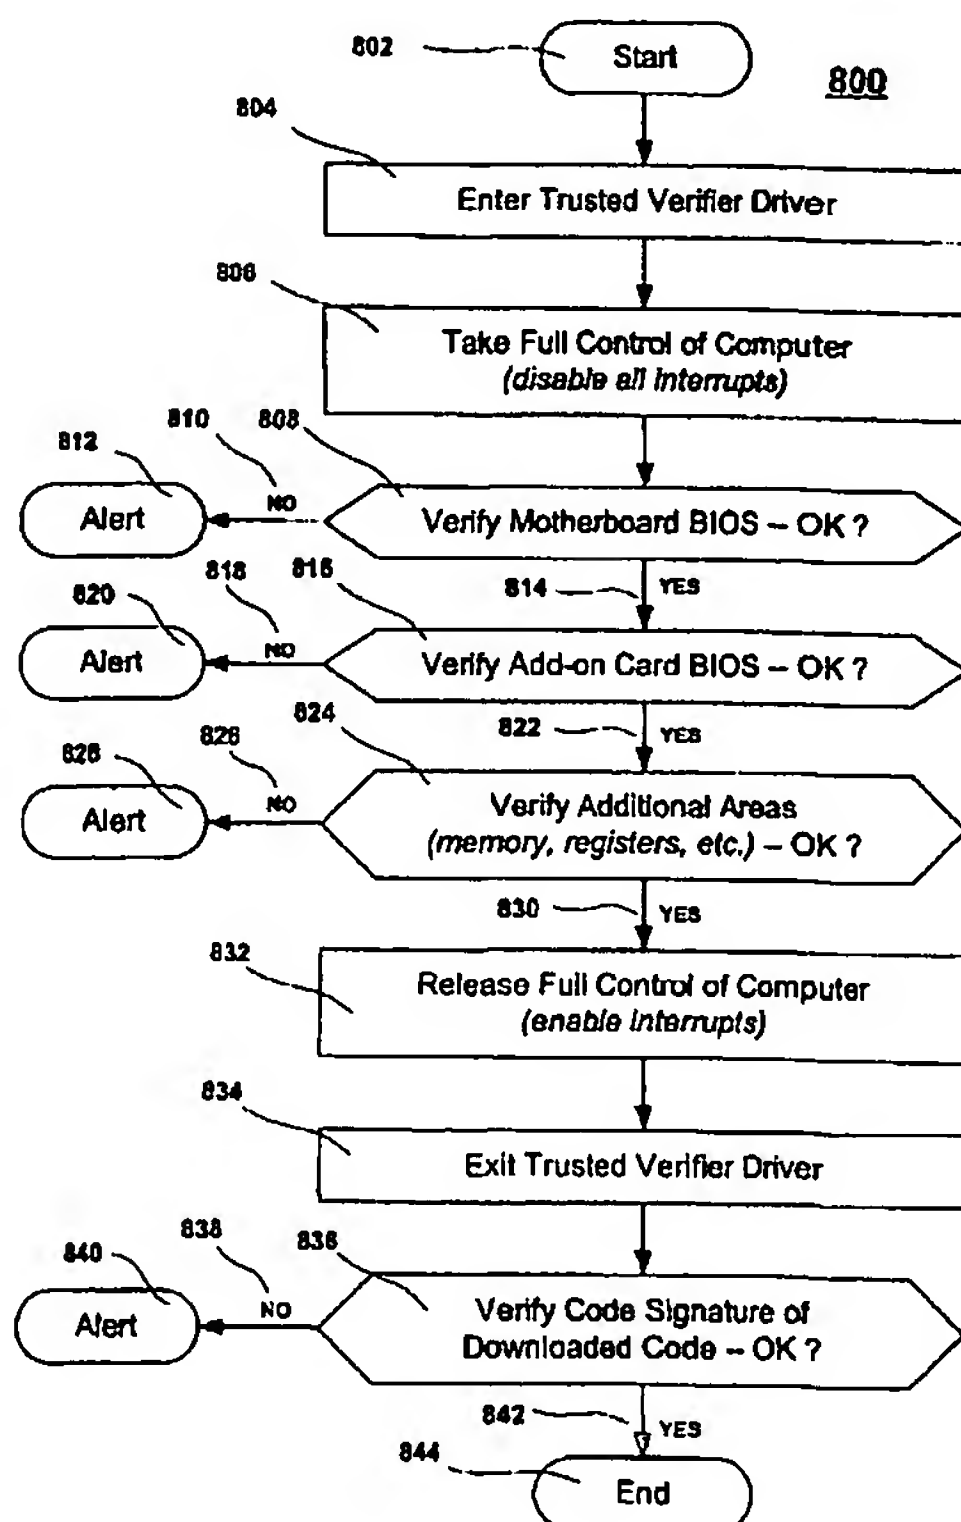 802
Start
800
804
Enter Trusted Verifier Driver
806
Take Full Control of Computer
(disable all interrupts)
810
808
812
Alert
NO
Verify Motherboard BIOS – OK ?
818
816
814
YES
820
Alert
NO
Verify Add-on Card BIOS – OK ?
824
822
YES
826
828
Alert
NO
Verify Additional Areas
(memory, registers, etc.) – OK ?
830
YES
832
Release Full Control of Computer
(enable interrupts)
834
Exit Trusted Verifier Driver
838
836
840
Alert
NO
Verify Code Signature of
Downloaded Code – OK ?
842
YES
844
End